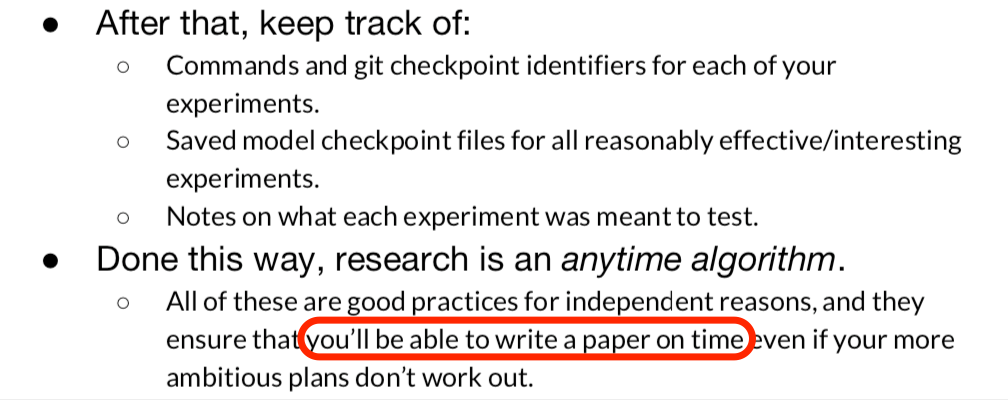 ● After that, keep track of:
○ Commands and git checkpoint identifiers for each of your
experiments.
○ Saved model checkpoint files for all reasonably effective/interesting
experiments.
○ Notes on what each experiment was meant to test.
● Done this way, research is an anytime algorithm.
○ All of these are good practices for independent reasons, and they
ensure that you'll be able to write a paper on time even if your more
ambitious plans don't work out.